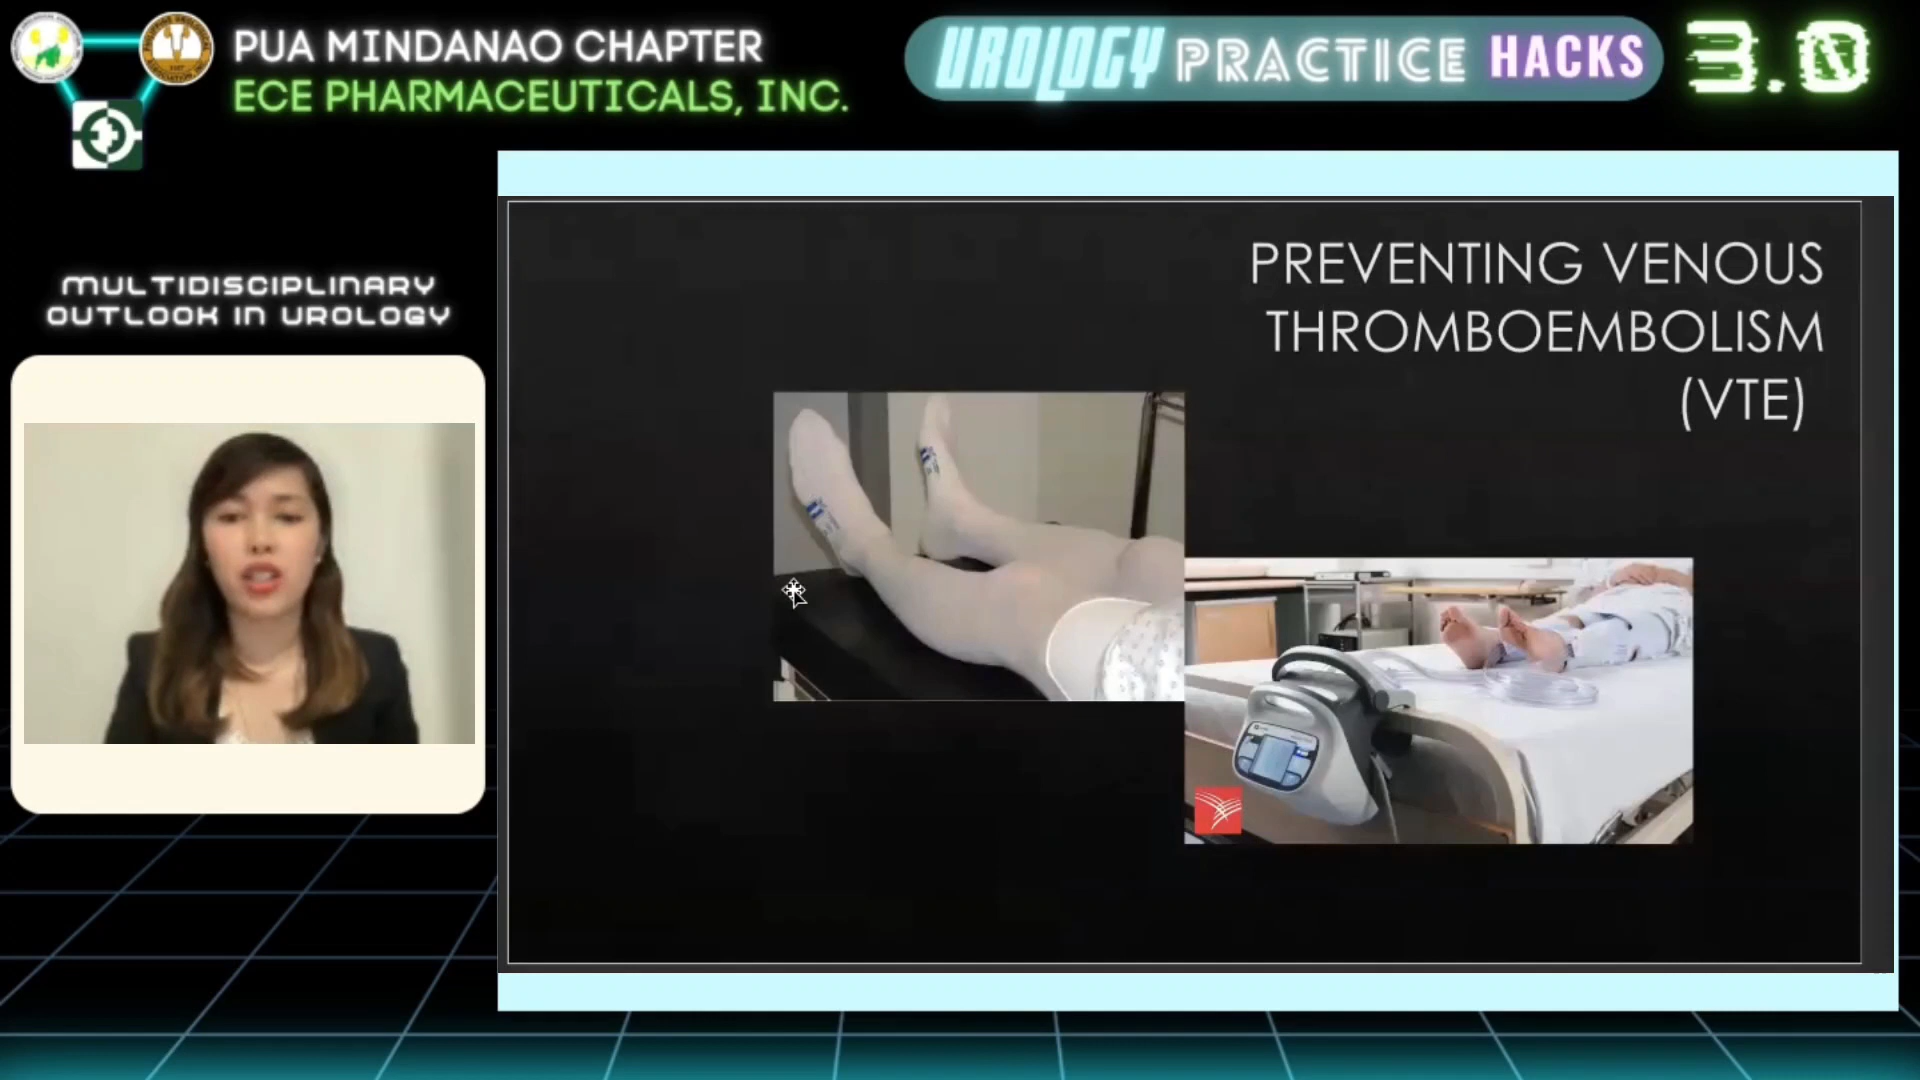 PUA MINDANAO CHAPTER
ECE PHARMACEUTICALS, INC.
UROLOGY PRACTICE HACKS 3.0
MULTIDISCIPLINARY
OUTLOOK IN UROLOGY
PREVENTING VENOUS
THROMBOEMBOLISM
(VTE)